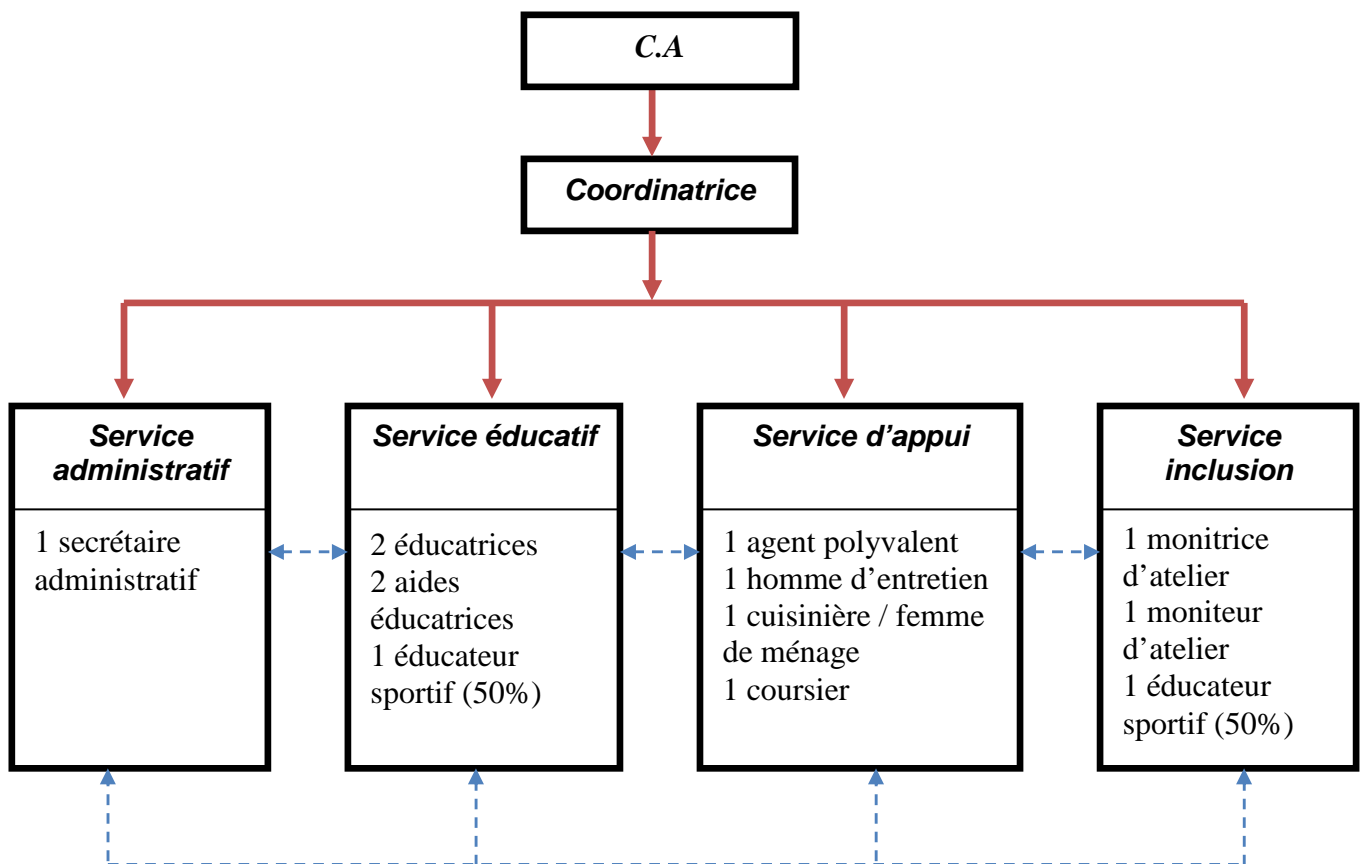 C.A
Coordinatrice
Service
administratif
1 secrétaire
administratif
Service éducatif
2 éducatrices
2 aides
éducatrices
1 éducateur
sportif (50%)
Service d’appui
1 agent polyvalent
1 homme d’entretien
1 cuisinière / femme
de ménage
1 coursier
Service
inclusion
1 monitrice
d’atelier
1 moniteur
d’atelier
1 éducateur
sportif (50%)